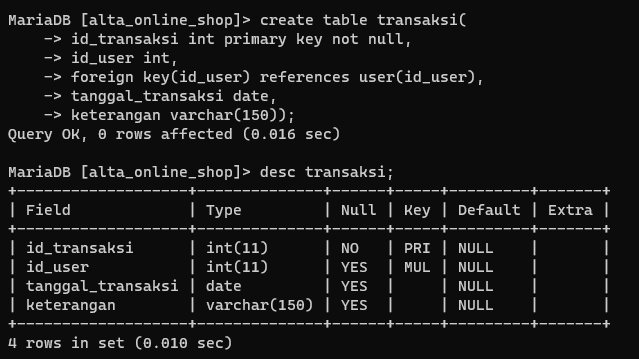 MariaDB [alta_online_shop]> create table transaksi(
    -> id_transaksi int primary key not null,
    -> id_user int,
    -> foreign key(id_user) references user(id_user),
    -> tanggal_transaksi date,
    -> keterangan varchar(150));
Query OK, 0 rows affected (0.016 sec)

MariaDB [alta_online_shop]> desc transaksi;
+-------------------+--------------+------+-----+---------+-------+
| Field             | Type         | Null | Key | Default | Extra |
+-------------------+--------------+------+-----+---------+-------+
| id_transaksi      | int(11)      | NO   | PRI | NULL    |       |
| id_user           | int(11)      | YES  | MUL | NULL    |       |
| tanggal_transaksi | date         | YES  |     | NULL    |       |
| keterangan        | varchar(150) | YES  |     | NULL    |       |
+-------------------+--------------+------+-----+---------+-------+
4 rows in set (0.010 sec)